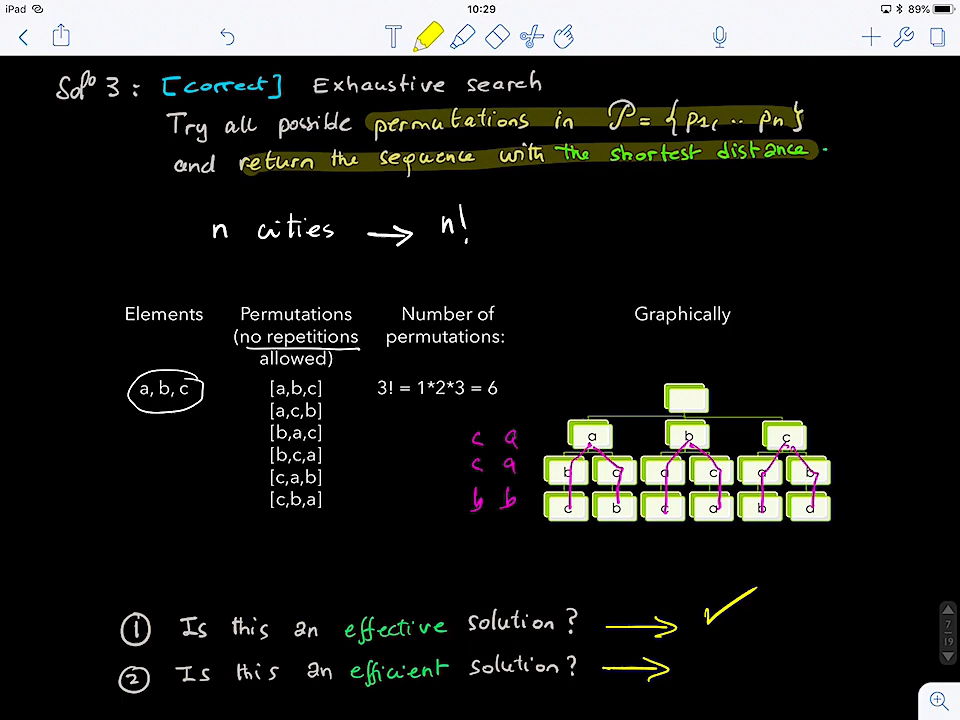 iPad 10:29 89%
T
Sol° 3 : [correct] Exhaustive search
Try all possible permutations in P = { p1, .. pn }
and return the sequence with the shortest distance .
n cities → n!
Elements Permutations Number of Graphically
(no repetitions permutations:
allowed)
a, b, c [a,b,c] 3! = 1*2*3 = 6
[a,c,b]
[b,a,c] c a a b c
[b,c,a] c a b c a c a b
[c,a,b]
[c,b,a] b b c b c a b a
① Is this an effective solution? → ✓
② Is this an efficient solution? →
7
19